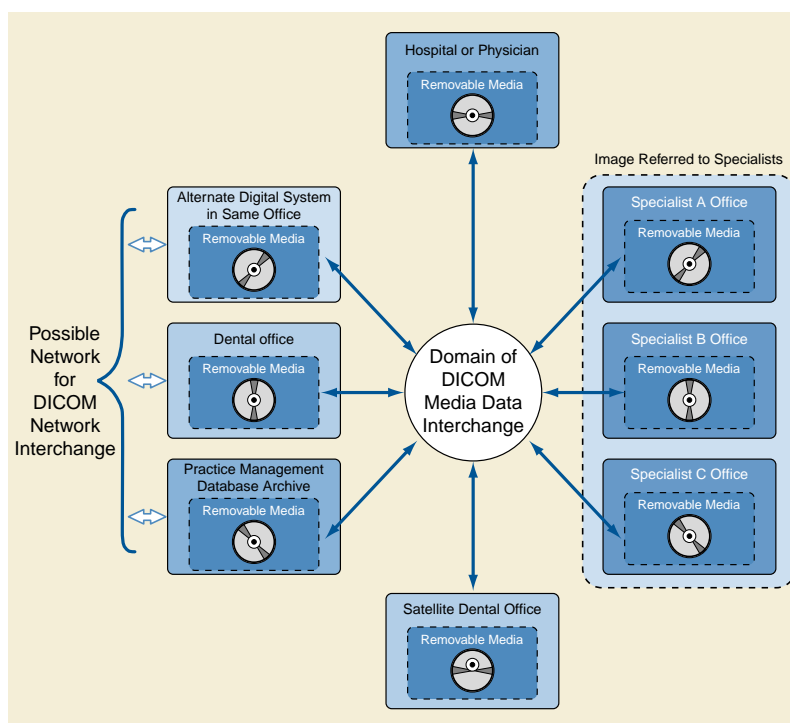 Hospital or Physician
Removable Media
Image Referred to Specialists
Alternate Digital System
in Same Office
Removable Media
Specialist A Office
Removable Media
Possible
Network
for
DICOM
Network
Interchange
Dental office
Removable Media
Domain of
DICOM
Media Data
Interchange
Specialist B Office
Removable Media
Practice Management
Database Archive
Removable Media
Specialist C Office
Removable Media
Satellite Dental Office
Removable Media